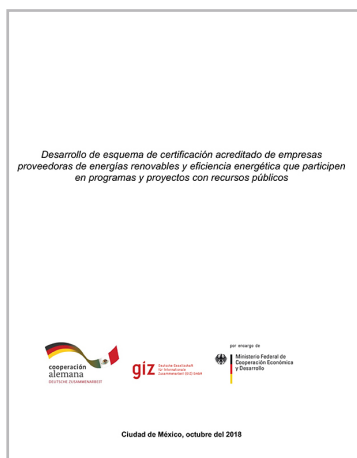 Desarrollo de esquema de certificación acreditado de empresas
proveedoras de energías renovables y eficiencia energética que participen
en programas y proyectos con recursos públicos
cooperación
alemana
DEUTSCHE ZUSAMMENARBEIT
giz
Deutsche Gesellschaft
für Internationale
Zusammenarbeit (GIZ) GmbH
por encargo de
Ministerio Federal de
Cooperación Económica
y Desarrollo
Ciudad de México, octubre del 2018